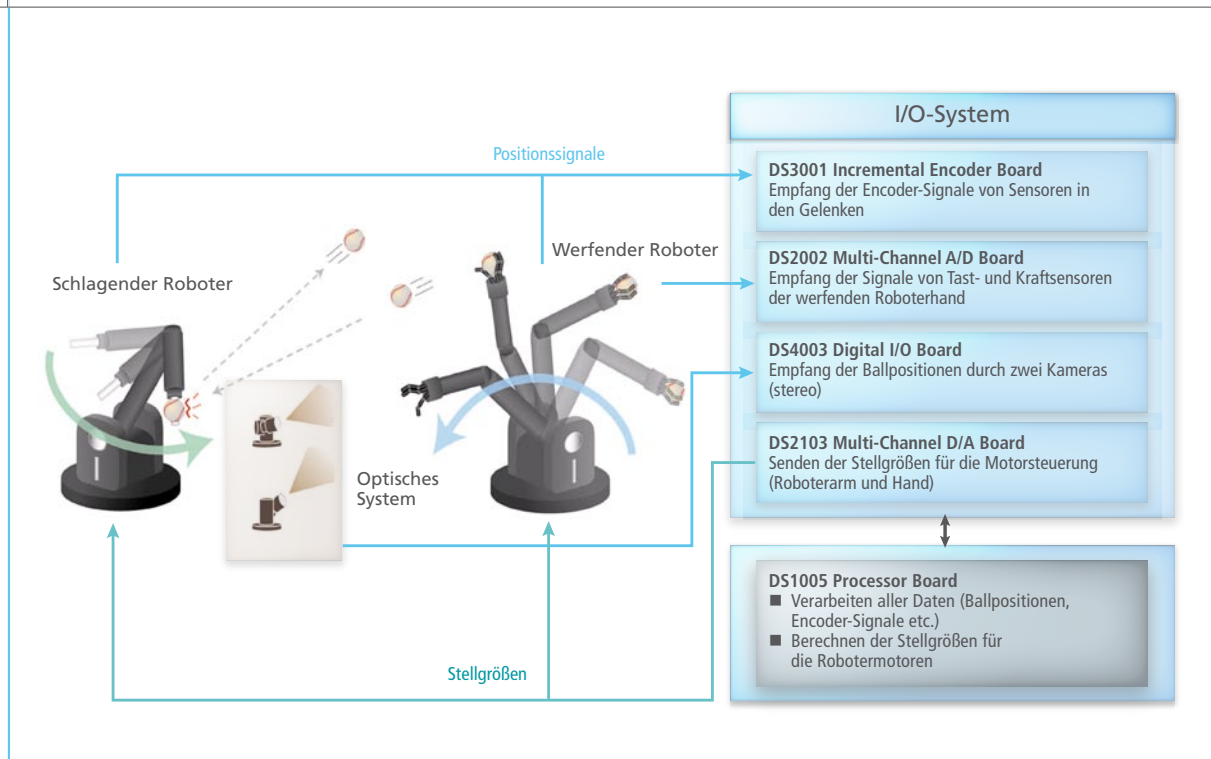 I/O-System
Positionssignale
DS3001 Incremental Encoder Board
Empfang der Encoder-Signale von Sensoren in
den Gelenken
Werfender Roboter
Schlagender Roboter
DS2002 Multi-Channel A/D Board
Empfang der Signale von Tast- und Kraftsensoren
der werfenden Roboterhand
DS4003 Digital I/O Board
Empfang der Ballpositionen durch zwei Kameras
(stereo)
DS2103 Multi-Channel D/A Board
Senden der Stellgrößen für die Motorsteuerung
(Roboterarm und Hand)
Optisches
System
DS1005 Processor Board
■ Verarbeiten aller Daten (Ballpositionen,
Encoder-Signale etc.)
■ Berechnen der Stellgrößen für
die Robotermotoren
Stellgrößen